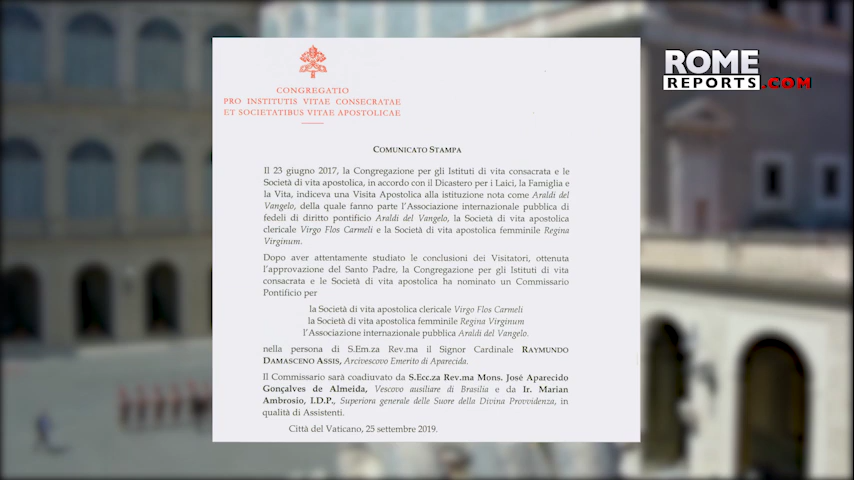 CONGREGATIO
PRO INSTITUTIS VITAE CONSECRATAE
ET SOCIETATIBUS VITAE APOSTOLICAE
COMUNICATO STAMPA
Il 23 giugno 2017, la Congregazione per gli Istituti di vita consacrata e le
Società di vita apostolica, in accordo con il Dicastero per i Laici, la Famiglia e
la Vita, indiceva una Visita Apostolica alla istituzione nota come Araldi del
Vangelo, della quale fanno parte l'Associazione internazionale pubblica di
fedeli di diritto pontificio Araldi del Vangelo, la Società di vita apostolica
clericale Virgo Flos Carmeli e la Società di vita apostolica femminile Regina
Virginum.
Dopo aver attentamente studiato le conclusioni dei Visitatori, ottenuta
l'approvazione del Santo Padre, la Congregazione per gli Istituti di vita
consacrata e le Società di vita apostolica ha nominato un Commissario
Pontificio per
la Società di vita apostolica clericale Virgo Flos Carmeli
la Società di vita apostolica femminile Regina Virginum
l'Associazione internazionale pubblica Araldi del Vangelo.
nella persona di S.Em.za Rev.ma il Signor Cardinale RAYMUNDO
DAMASCENO ASSIS, Arcivescovo Emerito di Aparecida.
Il Commissario sarà coadiuvato da S.Ecc.za Rev.ma Mons. José Aparecido
Gonçalves de Almeida, Vescovo ausiliare di Brasilia e da Ir. Marian
Ambrosio, I.D.P., Superiora generale delle Suore della Divina Provvidenza, in
qualità di Assistenti.
Città del Vaticano, 25 settembre 2019.
ROME
REPORTS.COM